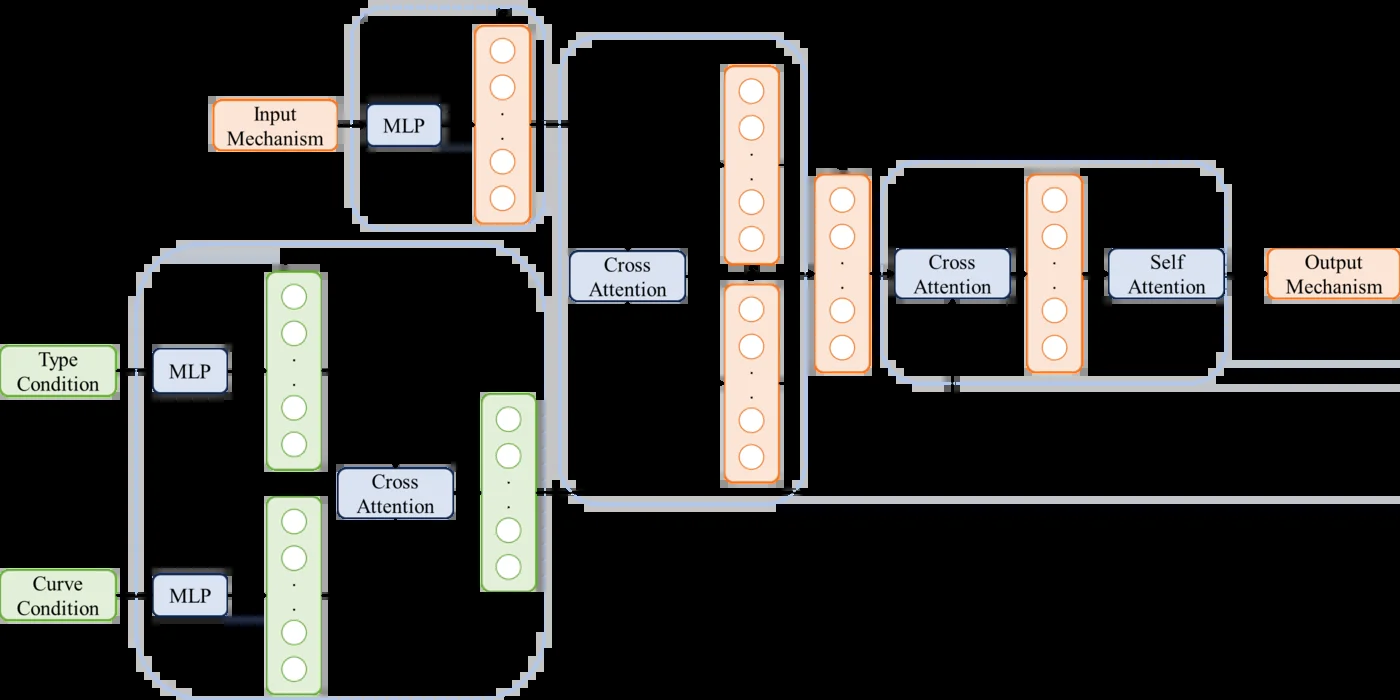 Input
Mechanism
MLP
Cross
Attention
Cross
Attention
Self
Attention
Output
Mechanism
Type
Condition
MLP
Cross
Attention
Curve
Condition
MLP